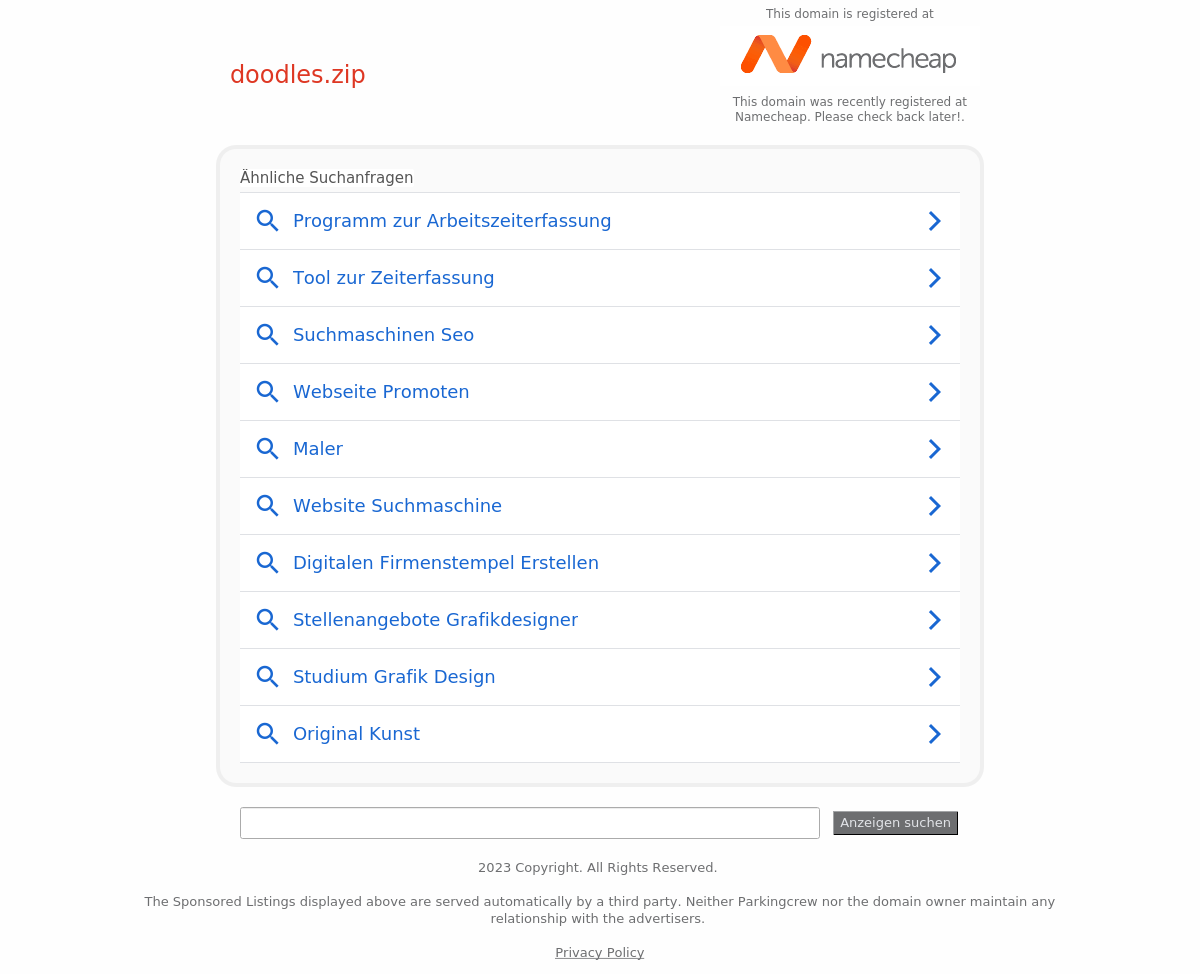 This domain is registered at
namecheap
doodles.zip
This domain was recently registered at
Namecheap. Please check back later!.
Ähnliche Suchanfragen
Programm zur Arbeitszeiterfassung
Tool zur Zeiterfassung
Suchmaschinen Seo
Webseite Promoten
Maler
Website Suchmaschine
Digitalen Firmenstempel Erstellen
Stellenangebote Grafikdesigner
Studium Grafik Design
Original Kunst
Anzeigen suchen
2023 Copyright. All Rights Reserved.
The Sponsored Listings displayed above are served automatically by a third party. Neither Parkingcrew nor the domain owner maintain any
relationship with the advertisers.
Privacy Policy